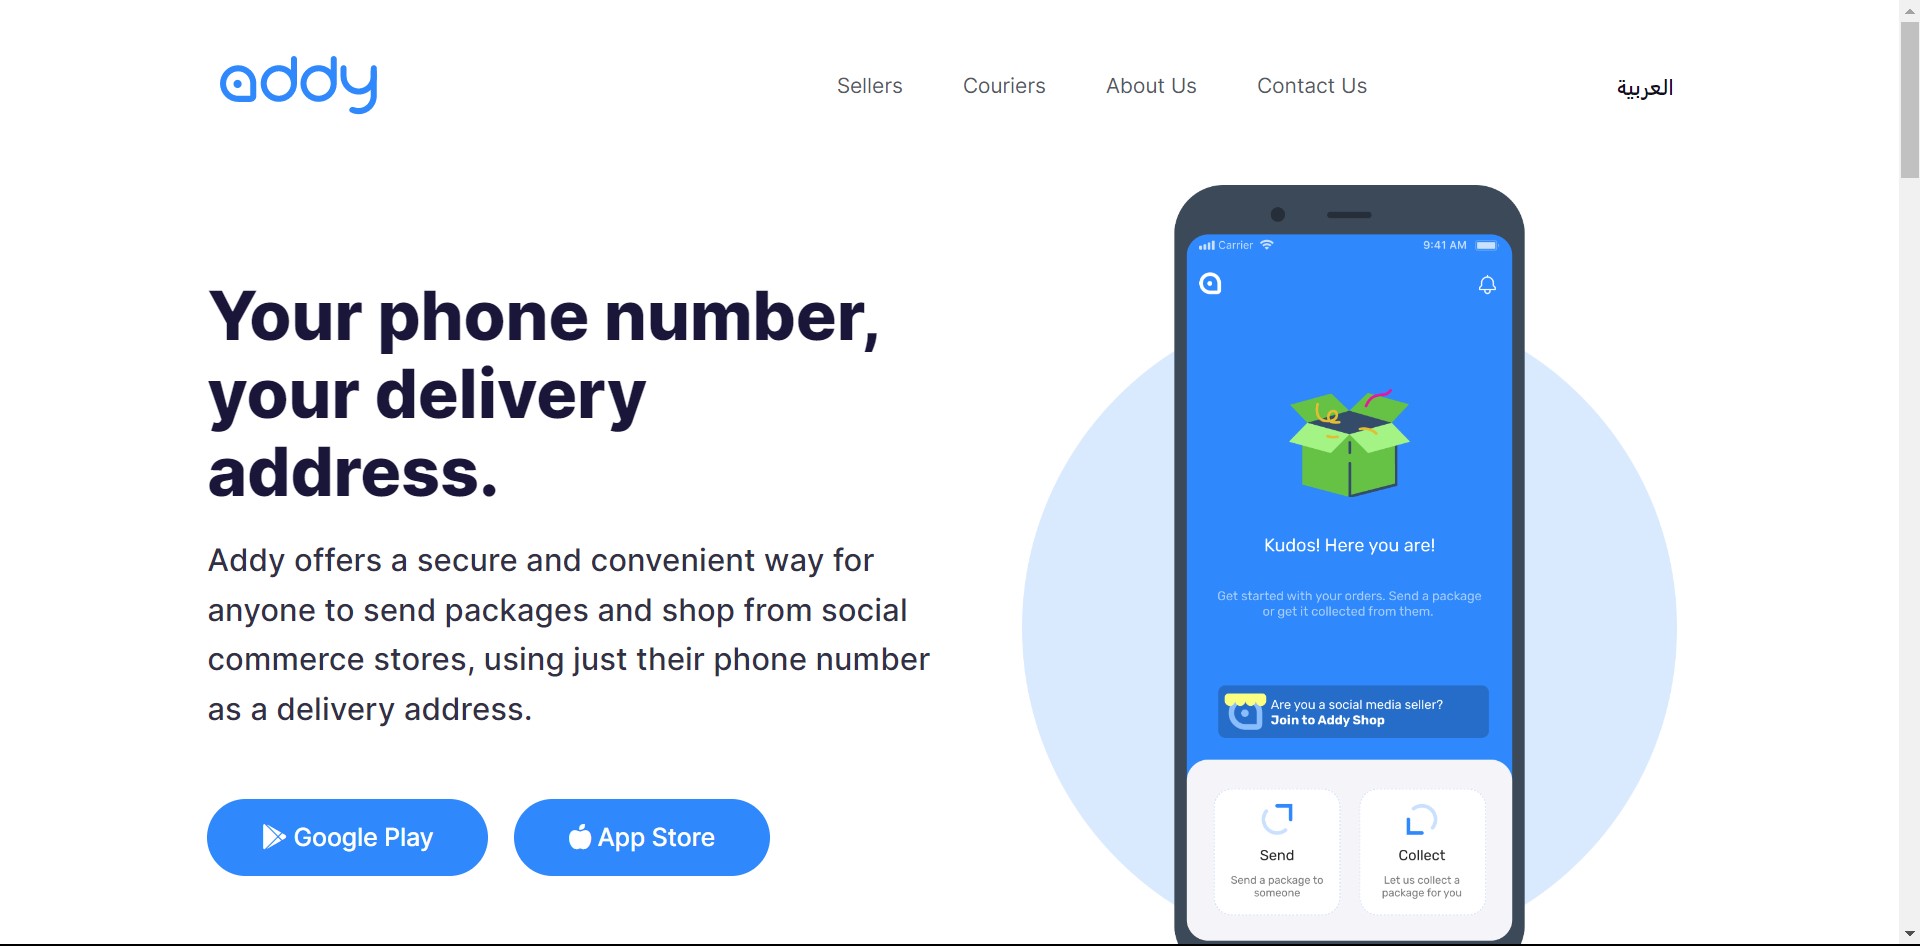 addy
Sellers
Couriers
About Us
Contact Us
العربية
Your phone number,
your delivery
address.
Addy offers a secure and convenient way for
anyone to send packages and shop from social
commerce stores, using just their phone number
as a delivery address.
Google Play
App Store
Carrier
9:41 AM
Kudos! Here you are!
Get started with your orders. Send a package
or get it collected from them.
Are you a social media seller?
Join to Addy Shop
Send
Send a package to
someone
Collect
Let us collect a
package for you